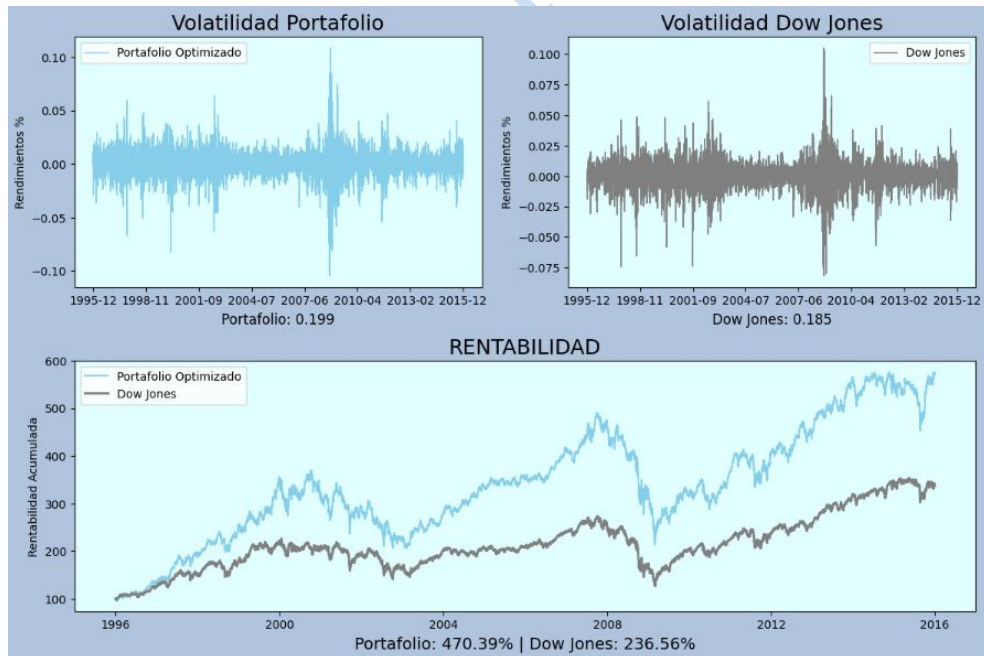 Volatilidad Portafolio
Portafolio Optimizado
Rendimientos %
0.10
0.05
0.00
−0.05
−0.10
1995-12 1998-11 2001-09 2004-07 2007-06 2010-04 2013-02 2015-12
Portafolio: 0.199
Volatilidad Dow Jones
Dow Jones
Rendimientos %
0.100
0.075
0.050
0.025
0.000
−0.025
−0.050
−0.075
1995-12 1998-11 2001-09 2004-07 2007-06 2010-04 2013-02 2015-12
Dow Jones: 0.185
RENTABILIDAD
Portafolio Optimizado
Dow Jones
Rentabilidad Acumulada
600
500
400
300
200
100
1996 2000 2004 2008 2012 2016
Portafolio: 470.39% | Dow Jones: 236.56%